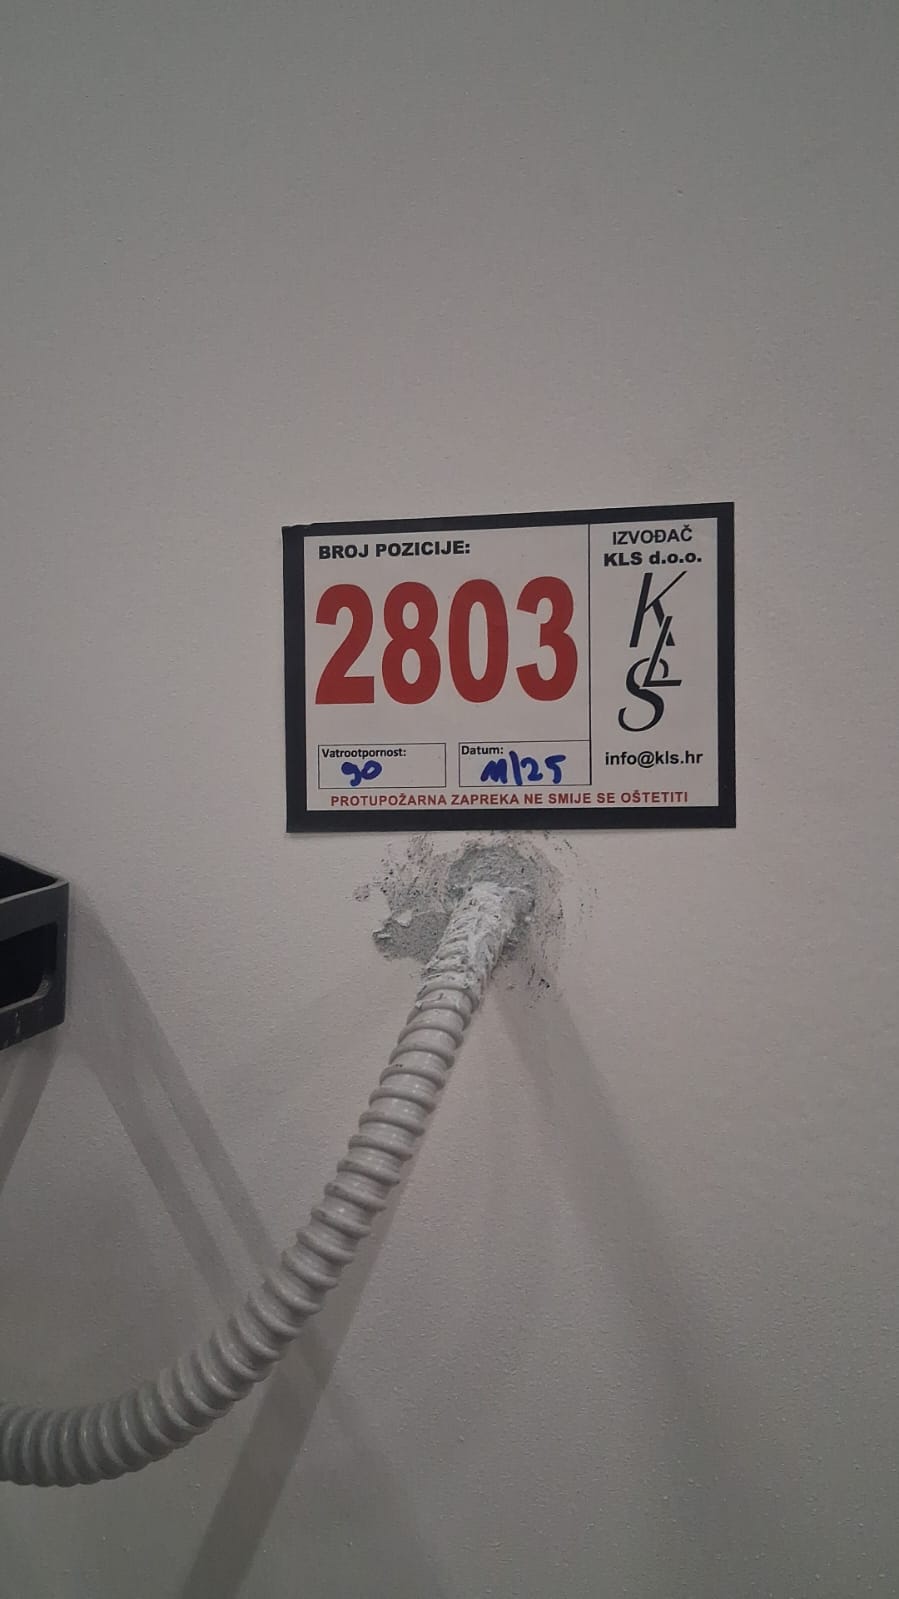 BROJ POZICIJE:
2803
Vatrootpornost:
90
Datum:
11/25
PROTUPOŽARNA ZAPREKA NE SMIJE SE OŠTETITI
IZVOĐAČ
KLS d.o.o.
KLS
info@kls.hr